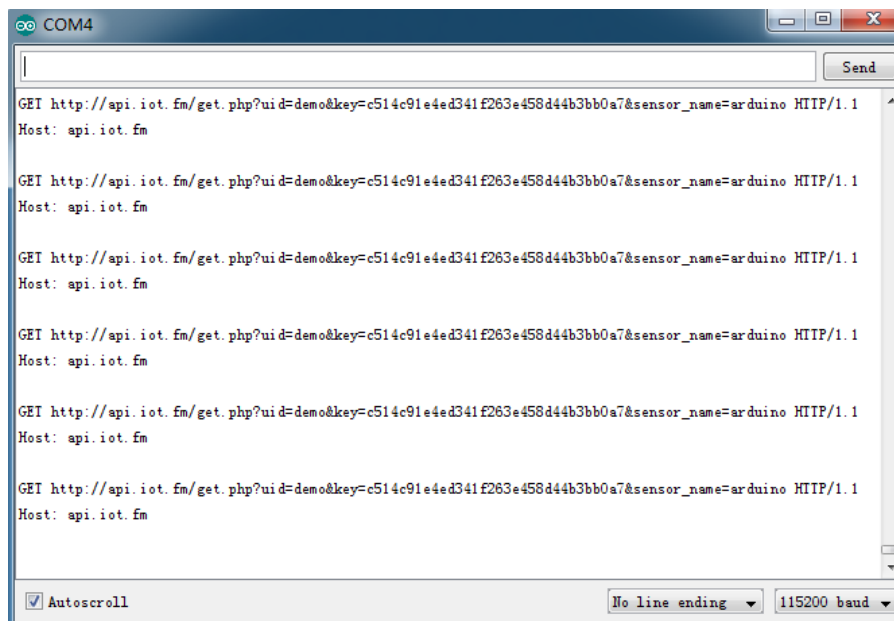 COM4
Send
GET http://api.iot.fm/get.php?uid=demo&key=c514c91e4ed341f263e458d44b3bb0a7&sensor_name=arduino HTTP/1.1
Host: api.iot.fm
GET http://api.iot.fm/get.php?uid=demo&key=c514c91e4ed341f263e458d44b3bb0a7&sensor_name=arduino HTTP/1.1
Host: api.iot.fm
GET http://api.iot.fm/get.php?uid=demo&key=c514c91e4ed341f263e458d44b3bb0a7&sensor_name=arduino HTTP/1.1
Host: api.iot.fm
GET http://api.iot.fm/get.php?uid=demo&key=c514c91e4ed341f263e458d44b3bb0a7&sensor_name=arduino HTTP/1.1
Host: api.iot.fm
GET http://api.iot.fm/get.php?uid=demo&key=c514c91e4ed341f263e458d44b3bb0a7&sensor_name=arduino HTTP/1.1
Host: api.iot.fm
GET http://api.iot.fm/get.php?uid=demo&key=c514c91e4ed341f263e458d44b3bb0a7&sensor_name=arduino HTTP/1.1
Host: api.iot.fm
Autoscroll No line ending 115200 baud